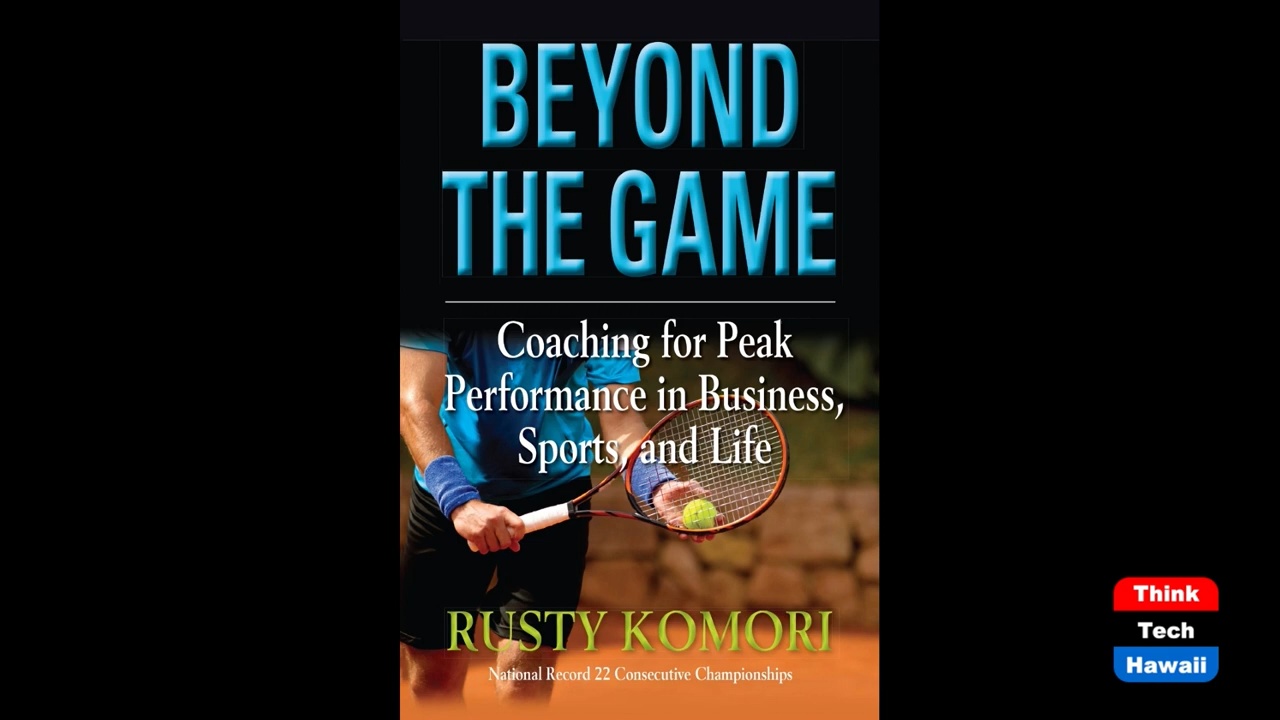 BEYOND
THE GAME
Coaching for Peak
Performance in Business,
Sports, and Life
RUSTY KOMORI
National Record 22 Consecutive Championships
Think
Tech
Hawaii